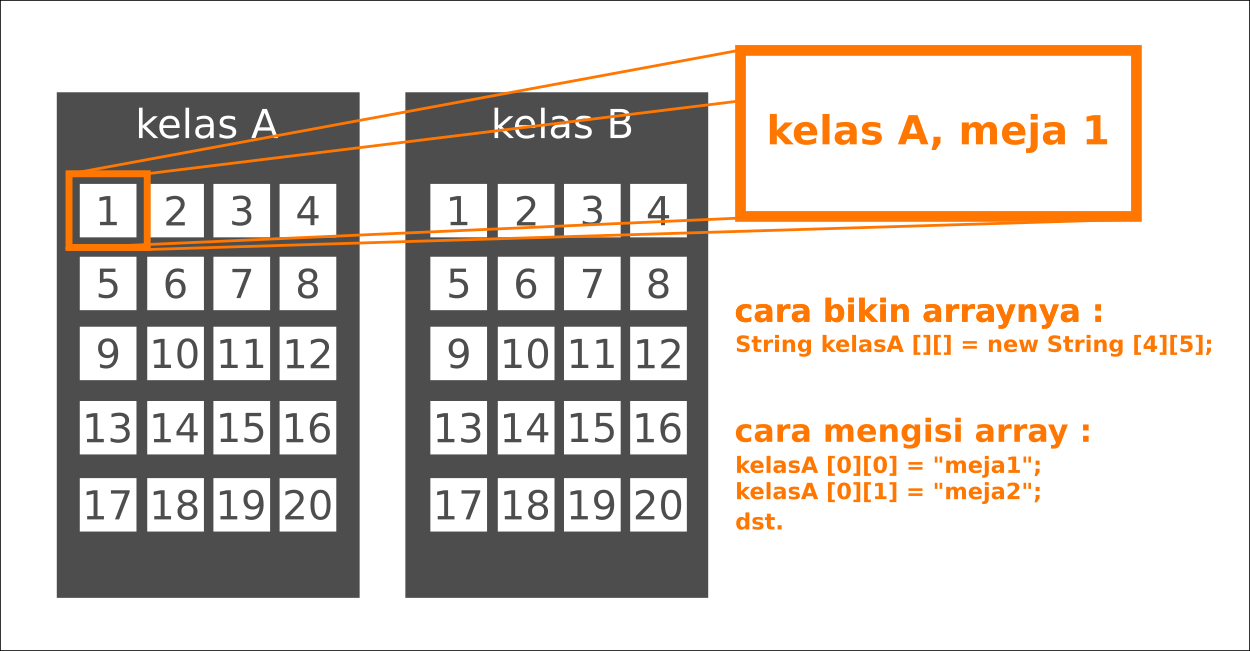 kelas A
1 2 3 4
5 6 7 8
9 10 11 12
13 14 15 16
17 18 19 20
kelas B
1 2 3 4
5 6 7 8
9 10 11 12
13 14 15 16
17 18 19 20
kelas A, meja 1
cara bikin arraynya :
String kelasA [][] = new String [4][5];
cara mengisi array :
kelasA [0][0] = "meja1";
kelasA [0][1] = "meja2";
dst.